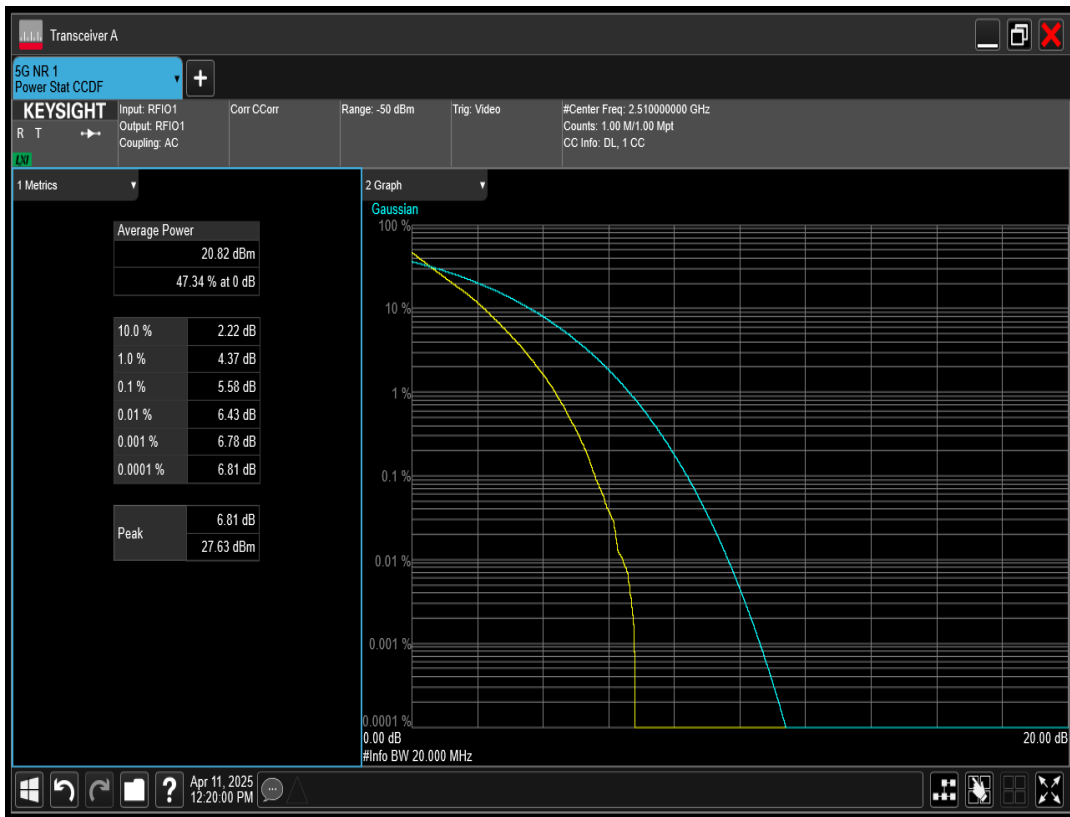 Transceiver A
5G NR 1
Power Stat CCDF
+
KEYSIGHT
R T
LXI
Input: RFIO1
Output: RFIO1
Coupling: AC
Corr CCorr
Range: -50 dBm
Trig: Video
#Center Freq: 2.510000000 GHz
Counts: 1.00 M/1.00 Mpt
CC Info: DL, 1 CC
1 Metrics
Average Power
20.82 dBm
47.34 % at 0 dB
10.0 % 2.22 dB
1.0 % 4.37 dB
0.1 % 5.58 dB
0.01 % 6.43 dB
0.001 % 6.78 dB
0.0001 % 6.81 dB
Peak 6.81 dB
27.63 dBm
2 Graph
Gaussian
100 %
10 %
1 %
0.1 %
0.01 %
0.001 %
0.0001 %
0.00 dB 20.00 dB
#Info BW 20.000 MHz
?
Apr 11, 2025
12:20:00 PM